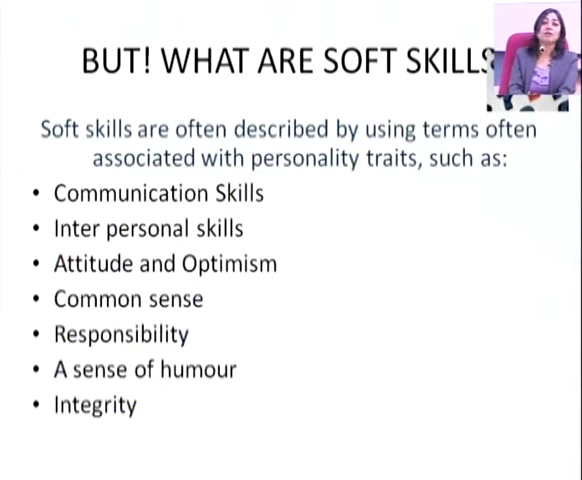 BUT! WHAT ARE SOFT SKILLS
Soft skills are often described by using terms often
associated with personality traits, such as:
• Communication Skills
• Inter personal skills
• Attitude and Optimism
• Common sense
• Responsibility
• A sense of humour
• Integrity